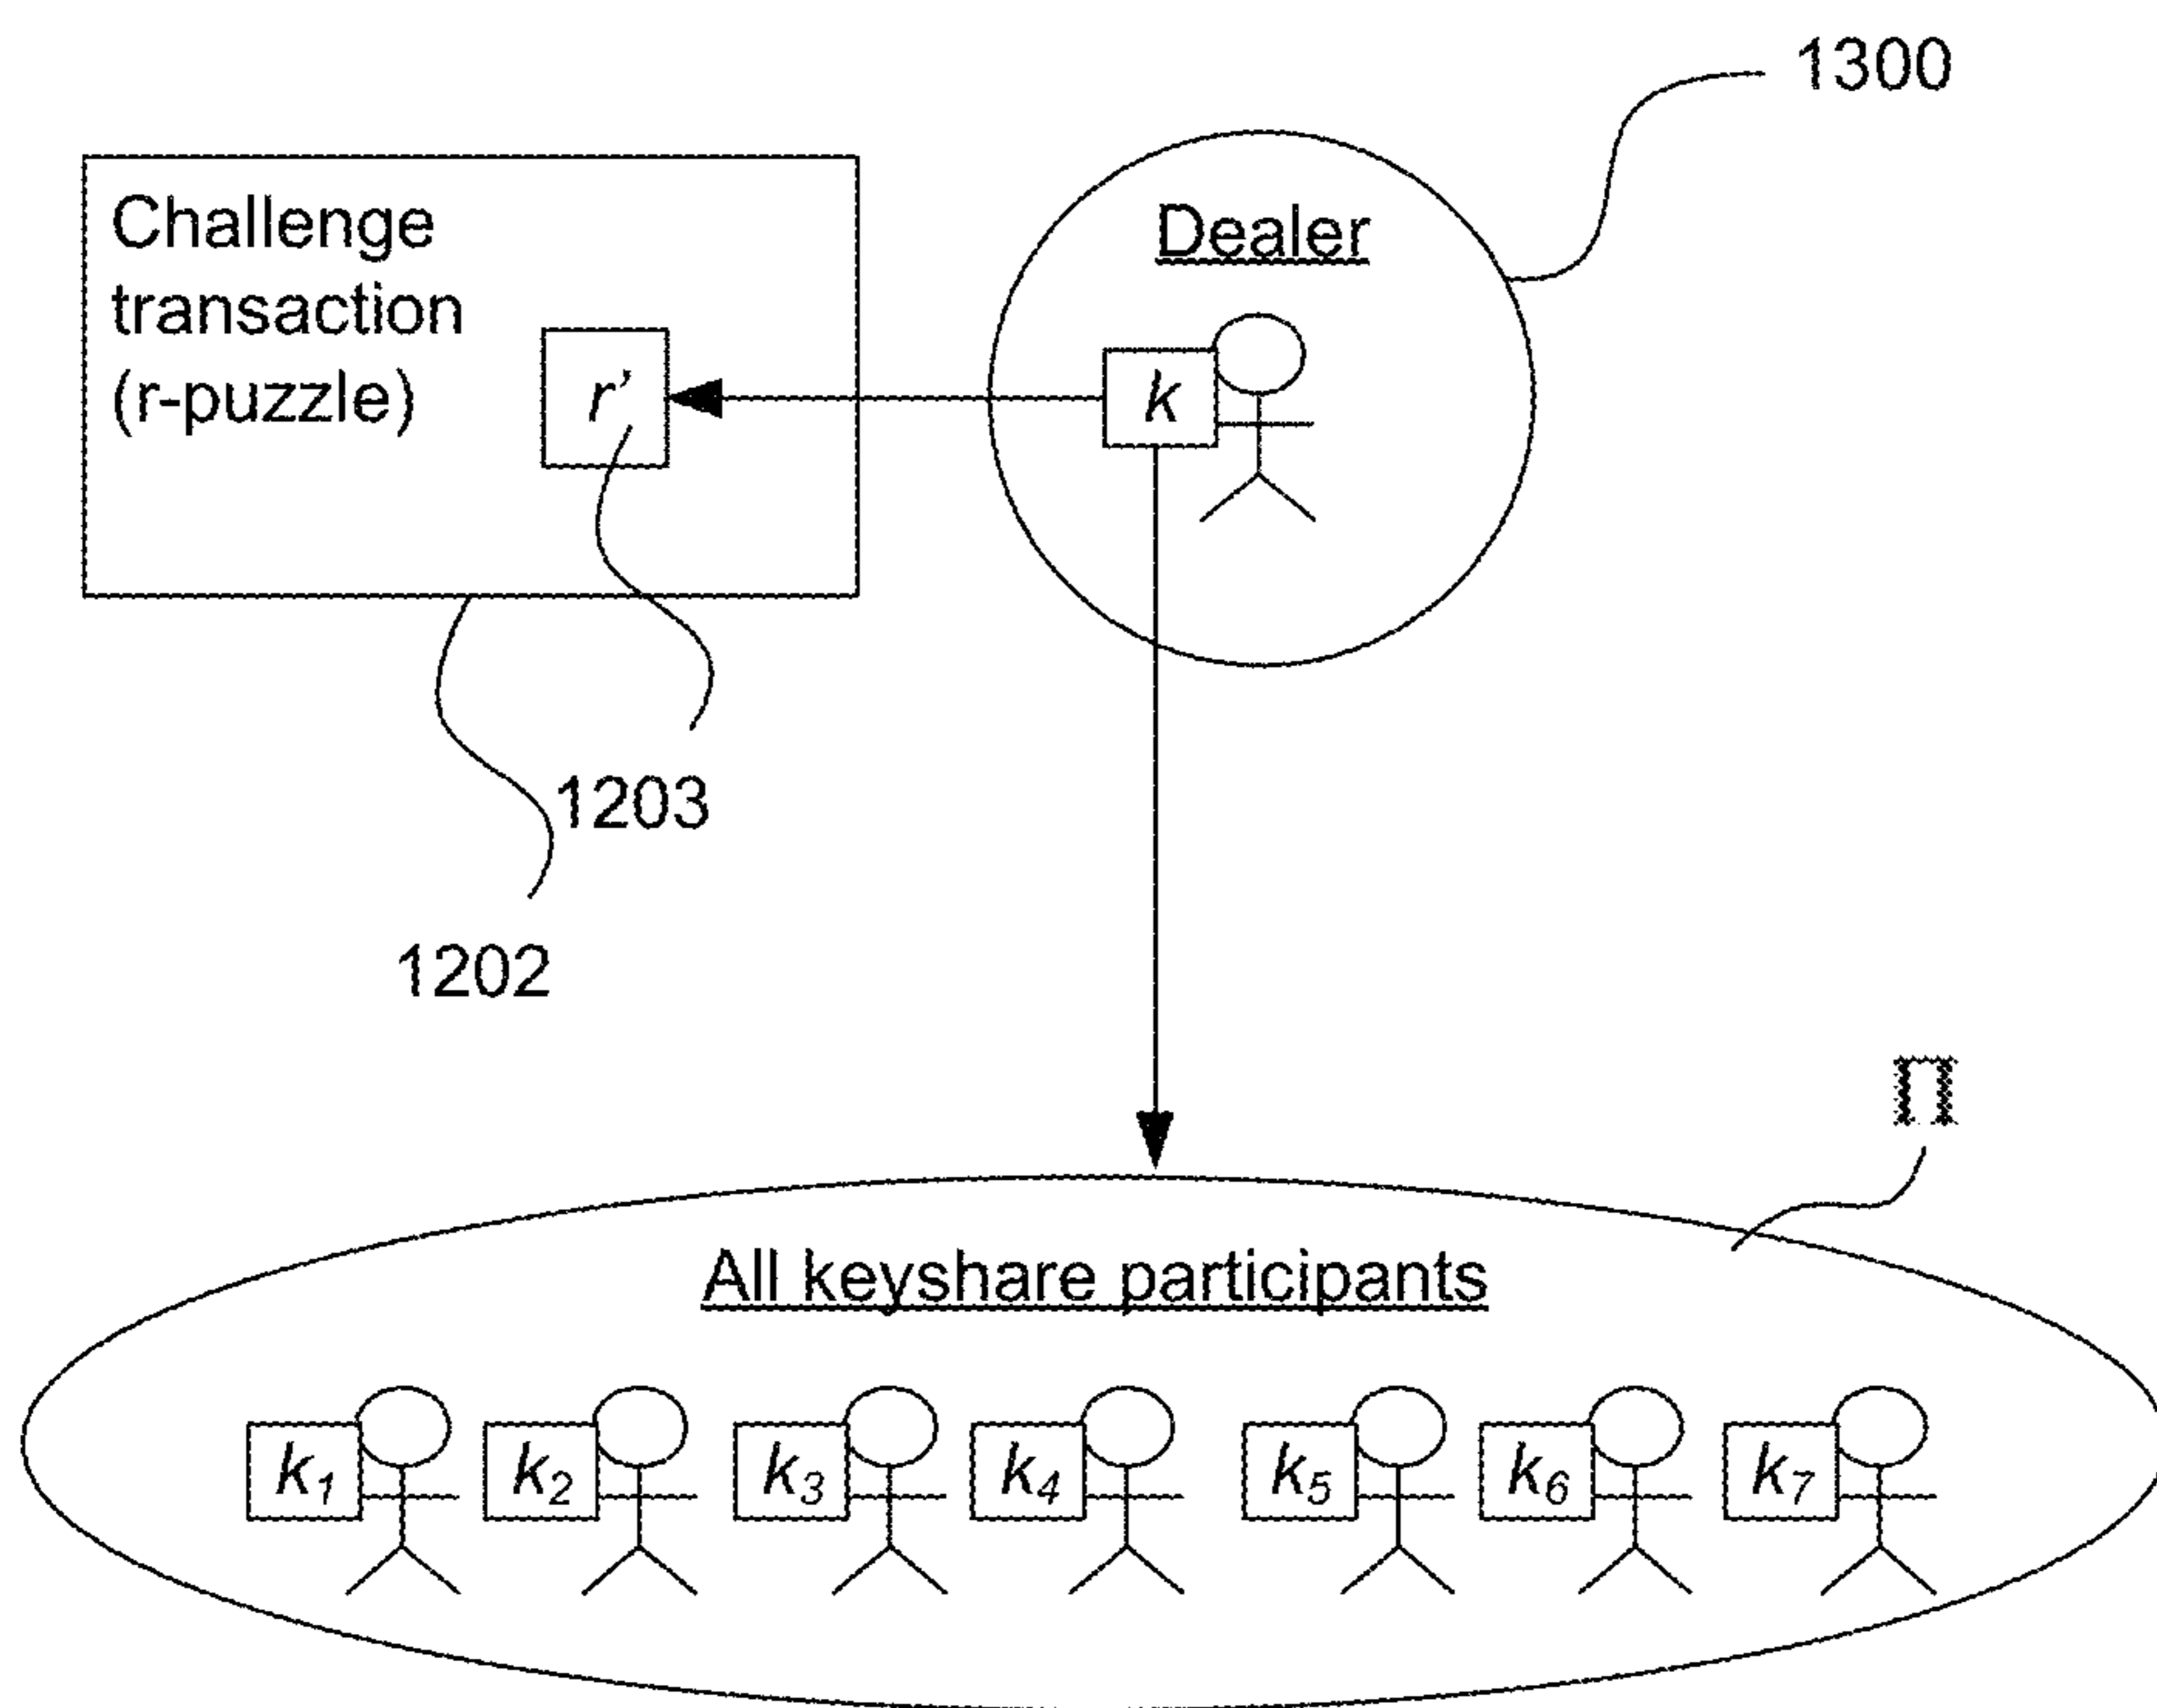 1300
Challenge
transaction
(r-puzzle)
r'
Dealer
k
1203
1202
Π
All keyshare participants
k₁ k₂ k₃ k₄ k₅ k₆ k₇